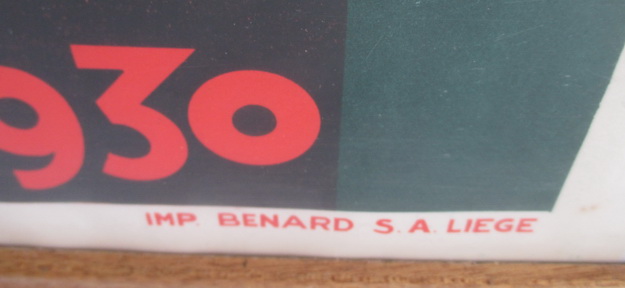 930
IMP. BENARD S.A. LIEGE